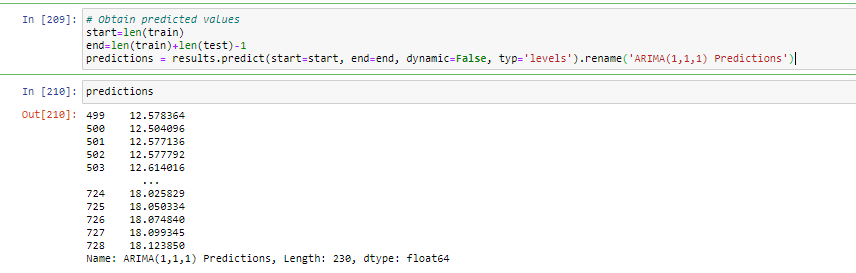 In [209]: # Obtain predicted values
start=len(train)
end=len(train)+len(test)-1
predictions = results.predict(start=start, end=end, dynamic=False, typ='levels').rename('ARIMA(1,1,1) Predictions')
In [210]: predictions
Out[210]: 499 12.578364
500 12.504096
501 12.577136
502 12.577792
503 12.614016
...
724 18.025829
725 18.050334
726 18.074840
727 18.099345
728 18.123850
Name: ARIMA(1,1,1) Predictions, Length: 230, dtype: float64